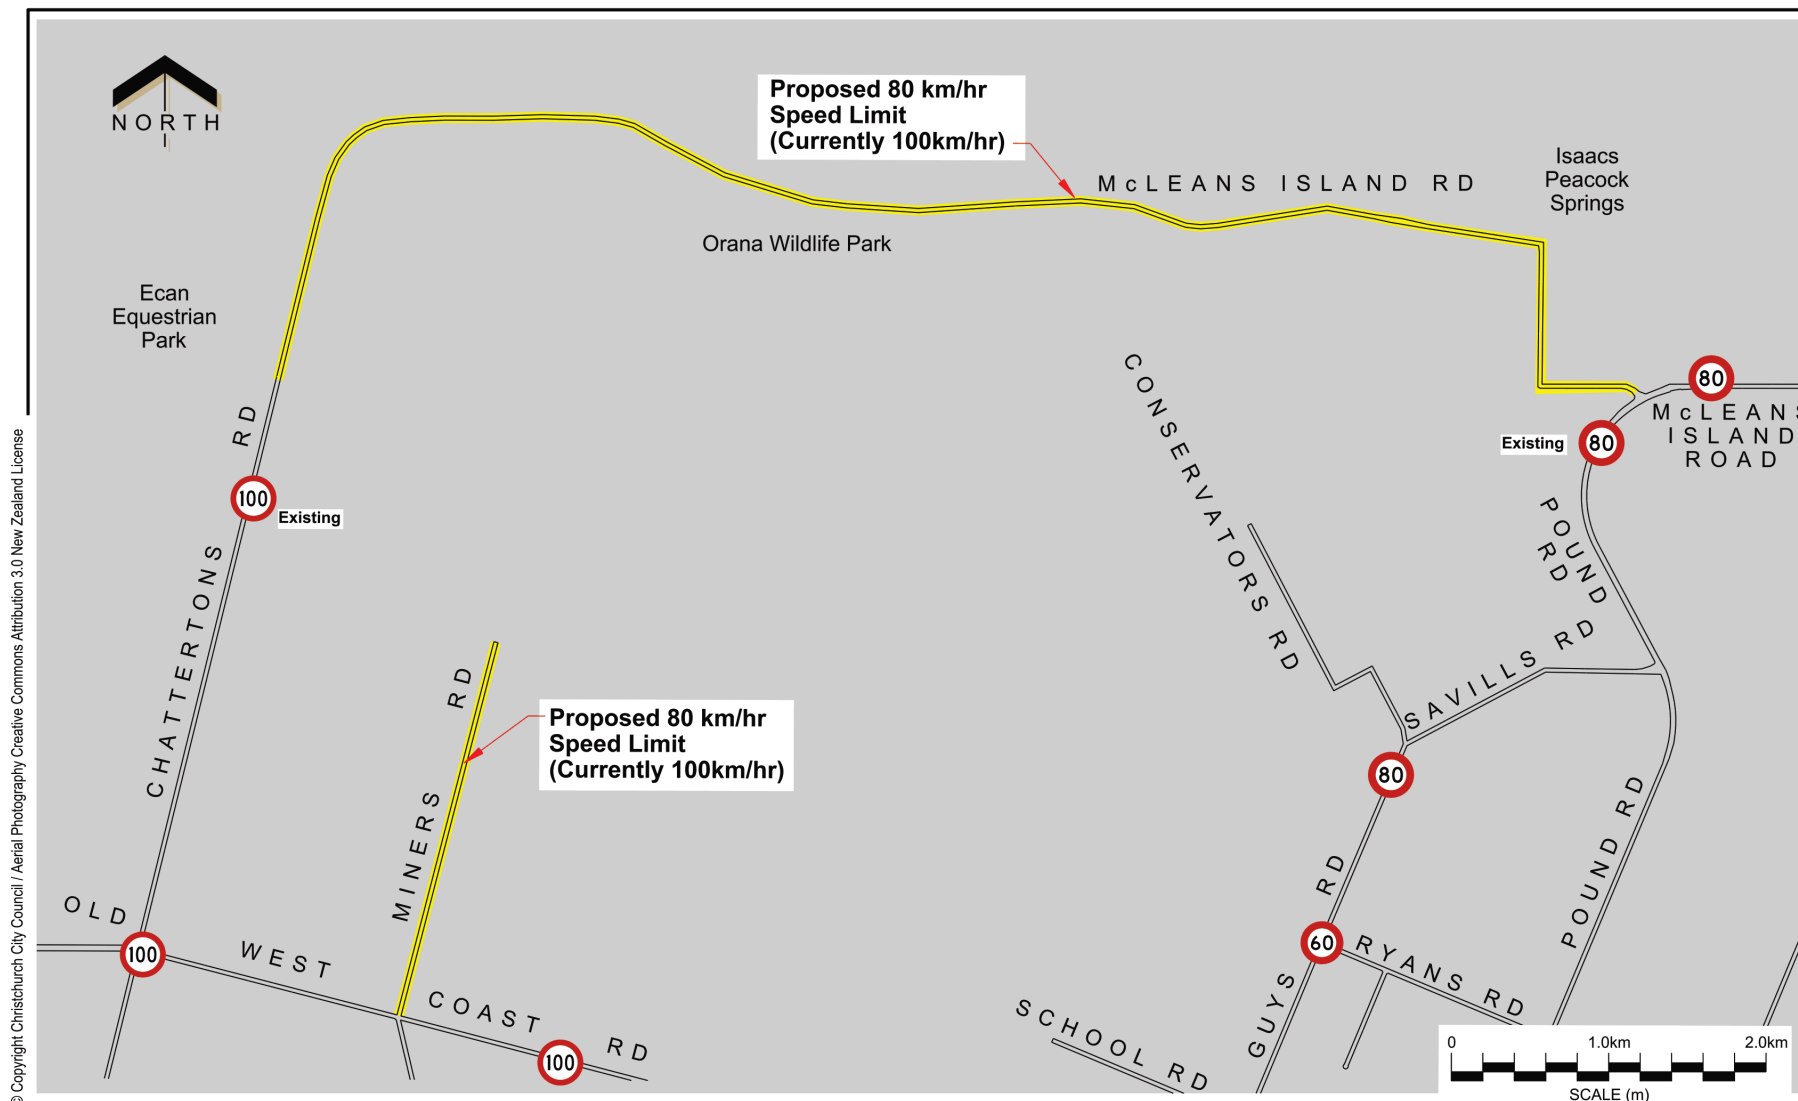 NORTH
Proposed 80 km/hr
Speed Limit
(Currently 100km/hr)
McLEANS ISLAND RD
Isaacs
Peacock
Springs
Orana Wildlife Park
Ecan
Equestrian
Park
80
McLEANS
ISLAND
ROAD
Existing
80
CONSERVATORS RD
POUND
RD
100
Existing
CHATTERTONS RD
SAVILLS RD
MINERS RD
Proposed 80 km/hr
Speed Limit
(Currently 100km/hr)
80
POUND RD
GUYS RD
60
RYANS RD
OLD WEST COAST RD
100
100
SCHOOL RD
0 1.0km 2.0km
SCALE (m)
© Copyright Christchurch City Council / Aerial Photography Creative Commons Attribution 3.0 New Zealand License